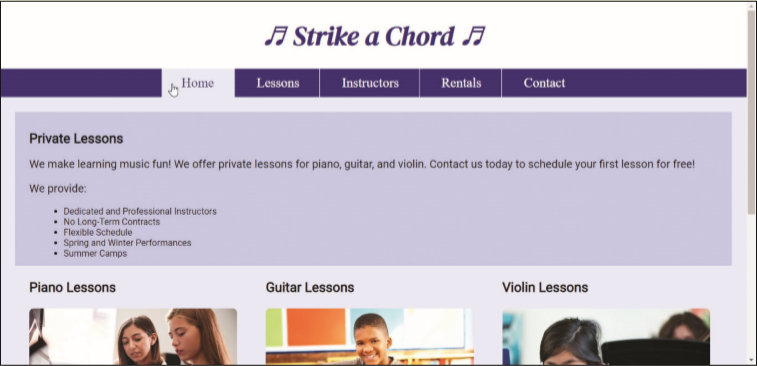 ♬ Strike a Chord ♬
Home Lessons Instructors Rentals Contact
Private Lessons
We make learning music fun! We offer private lessons for piano, guitar, and violin. Contact us today to schedule your first lesson for free!
We provide:
• Dedicated and Professional Instructors
• No Long-Term Contracts
• Flexible Schedule
• Spring and Winter Performances
• Summer Camps
Piano Lessons Guitar Lessons Violin Lessons